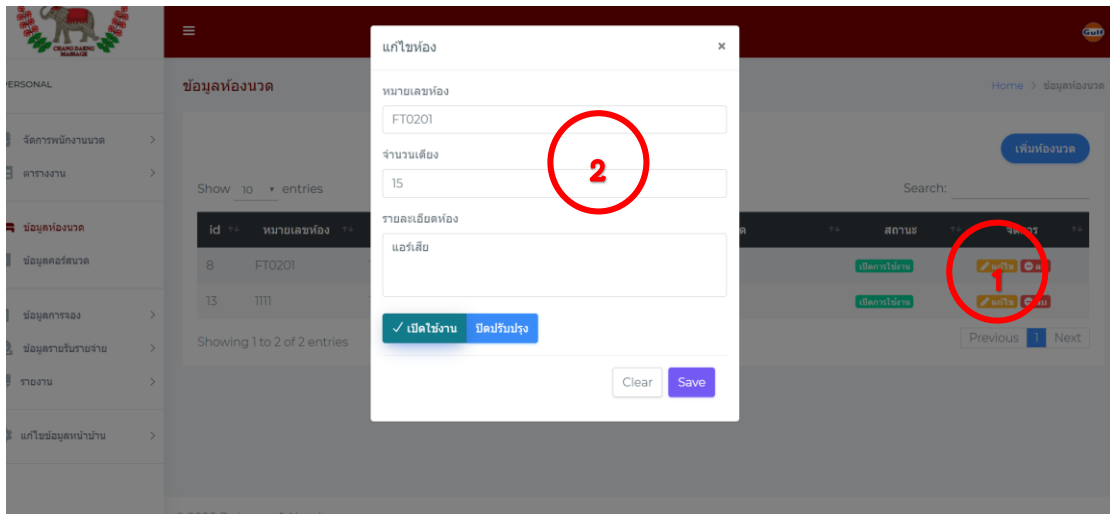 CHANG DAENG
MASSAGE
Gulf
PERSONAL
จัดการพนักงานนวด
ตารางงาน
ข้อมูลห้องนวด
ข้อมูลคอร์สนวด
ข้อมูลการจอง
ข้อมูลรายรับรายจ่าย
รายงาน
แก้ไขข้อมูลหน้าบ้าน
ข้อมูลห้องนวด
Home > ข้อมูลห้องนวด
เพิ่มห้องนวด
Show 10 entries
Search:
id หมายเลขห้อง สถานะ จัดการ
8 FT0201 เปิดการใช้งาน แก้ไข
13 1111 เปิดการใช้งาน แก้ไข
Showing 1 to 2 of 2 entries
Previous 1 Next
แก้ไขห้อง ×
หมายเลขห้อง
FT0201
จำนวนเตียง
15
รายละเอียดห้อง
แอร์เสีย
✓ เปิดใช้งาน ปิดปรับปรุง
Clear Save
2
1